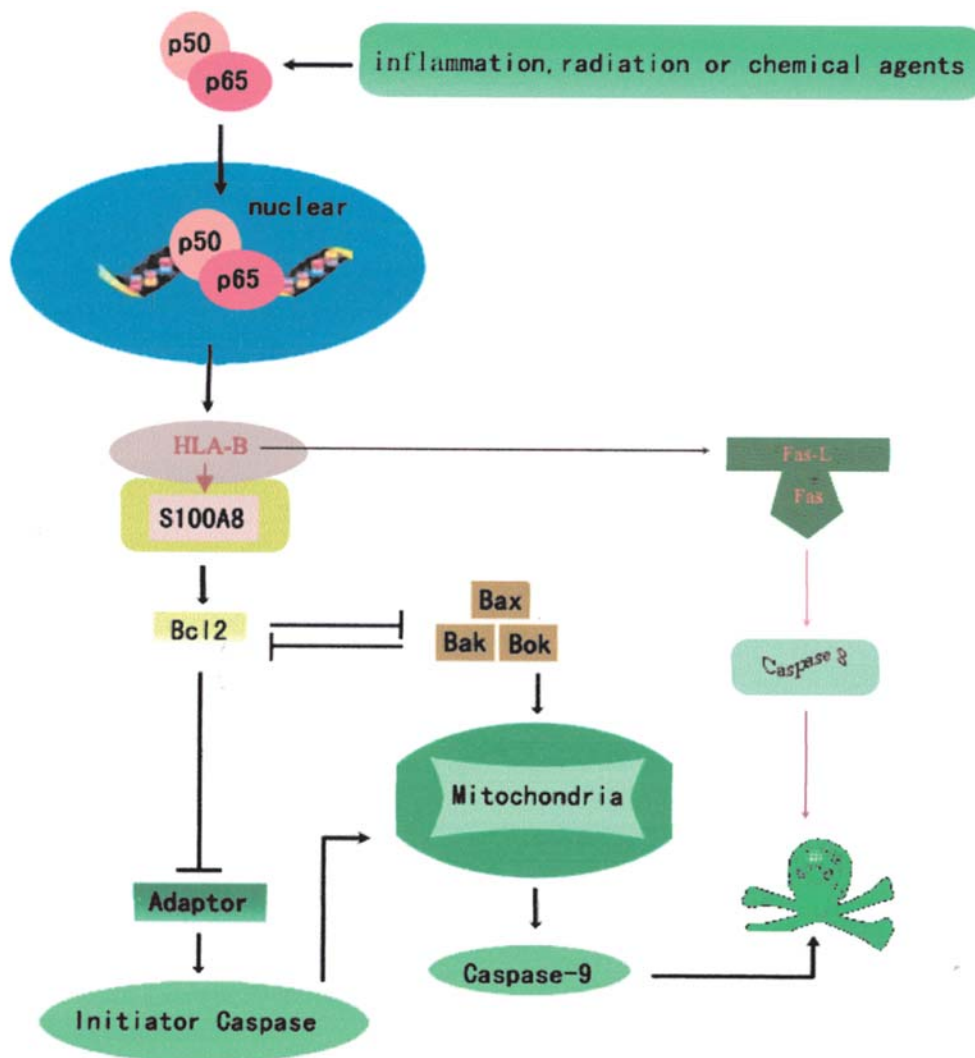 p50
p65
inflammation, radiation or chemical agents
nuclear
p50
p65
HLA-B
S100A8
Fas-L
Fas
Bcl2
Bax
Bak
Bok
Caspase 8
Mitochondria
Adaptor
Caspase-9
Initiator Caspase